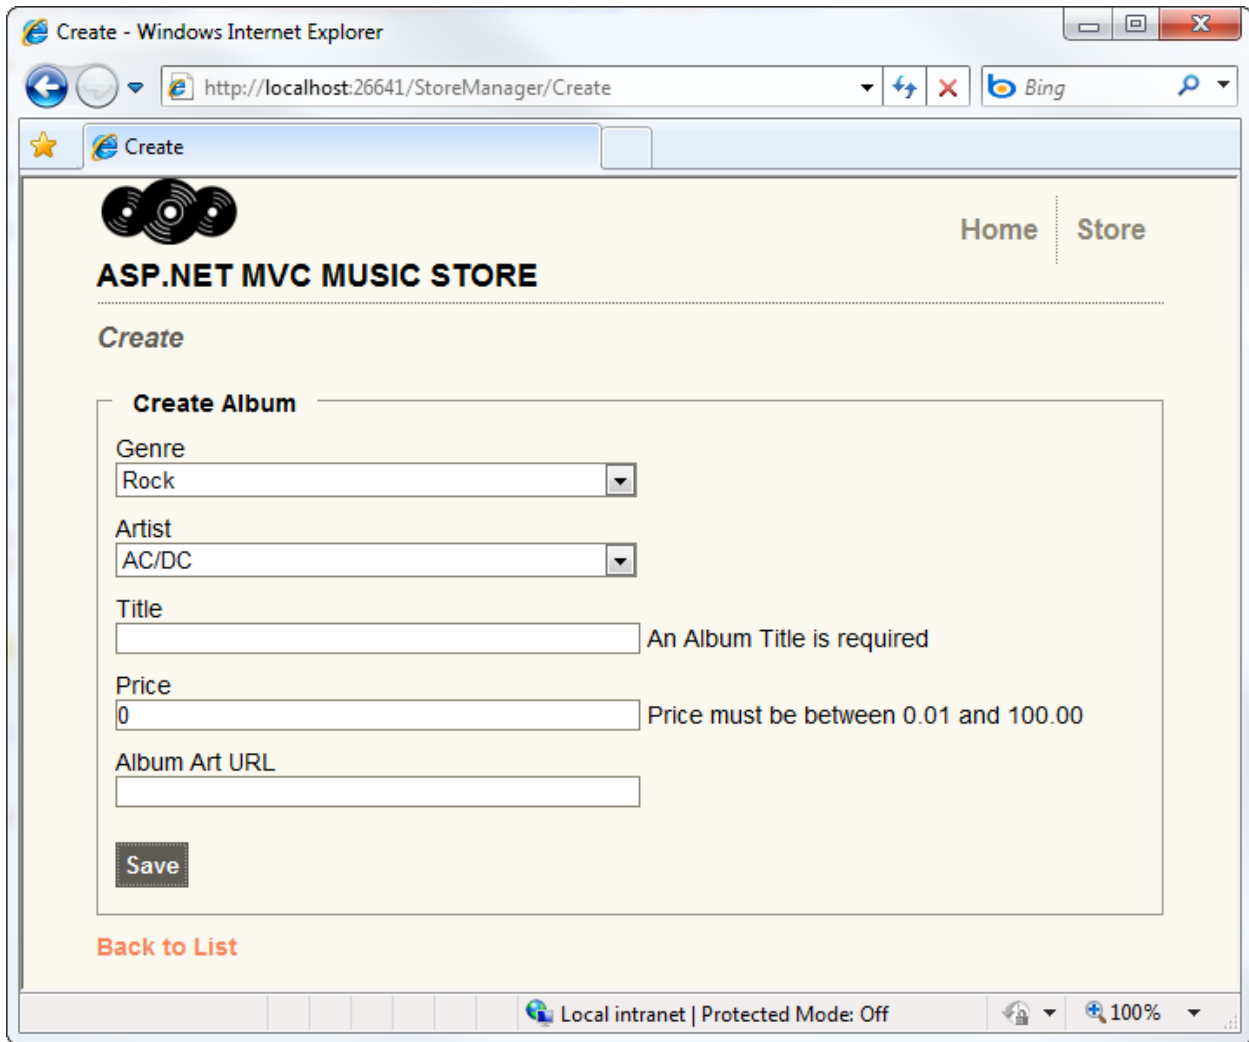 Create - Windows Internet Explorer
http://localhost:26641/StoreManager/Create
Bing
Create
Home Store
ASP.NET MVC MUSIC STORE
Create
Create Album
Genre
Rock
Artist
AC/DC
Title
An Album Title is required
Price
0 Price must be between 0.01 and 100.00
Album Art URL
Save
Back to List
Local intranet | Protected Mode: Off 100%